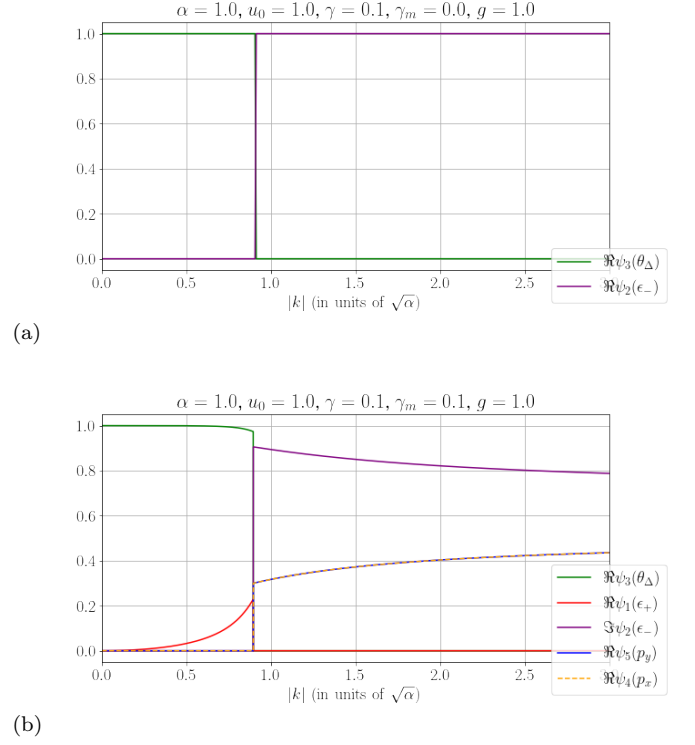 α = 1.0, u₀ = 1.0, γ = 0.1, γₘ = 0.0, g = 1.0
1.0
0.8
0.6
0.4
0.2
0.0
0.0 0.5 1.0 1.5 2.0 2.5
|k| (in units of √α)
ℜψ₃(θ_Δ)
ℜψ₂(ϵ₋)
(a)
α = 1.0, u₀ = 1.0, γ = 0.1, γₘ = 0.1, g = 1.0
1.0
0.8
0.6
0.4
0.2
0.0
0.0 0.5 1.0 1.5 2.0 2.5
|k| (in units of √α)
ℜψ₃(θ_Δ)
ℜψ₁(ϵ₊)
ℑψ₂(ϵ₋)
ℜψ₅(p_y)
ℜψ₄(pₓ)
(b)